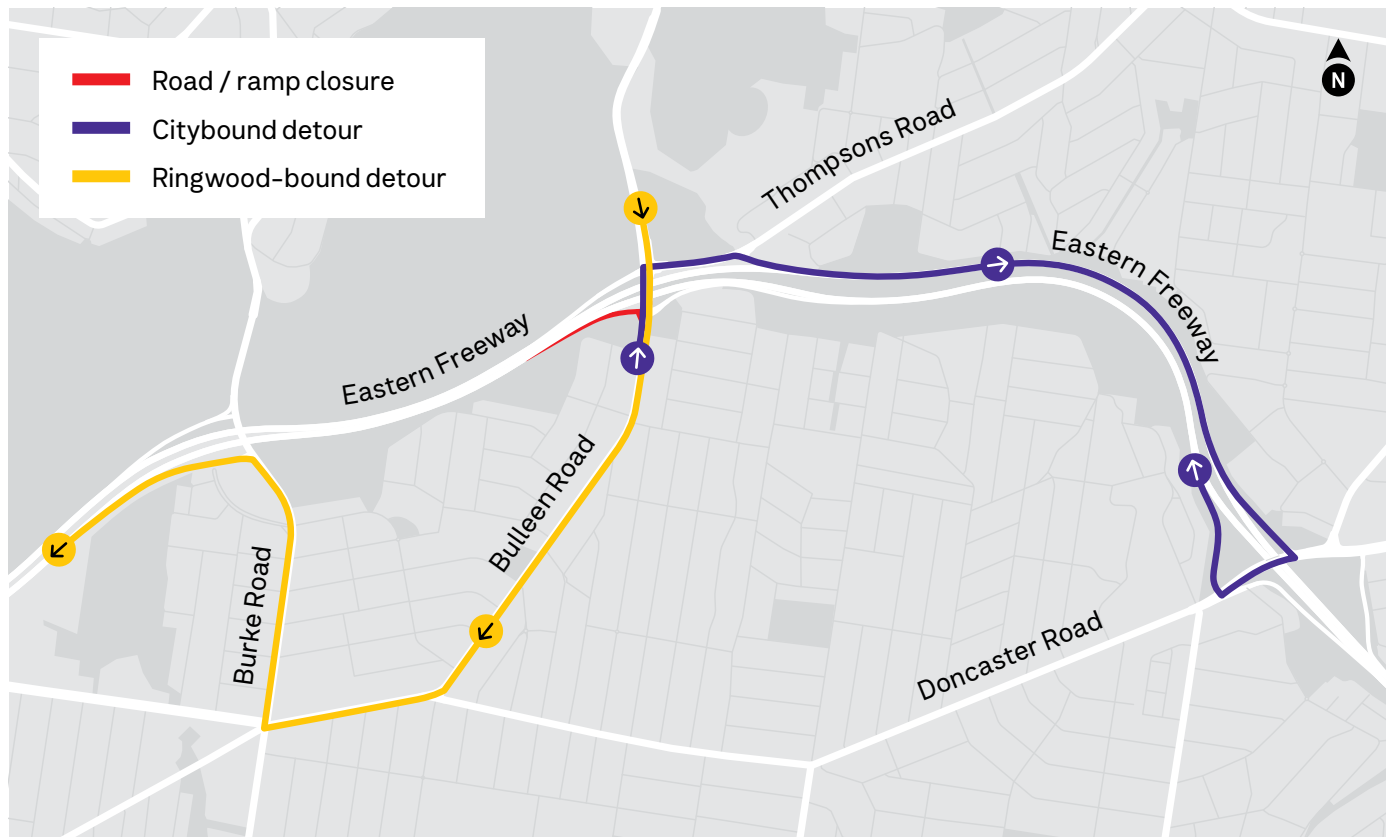 Road / ramp closure
Citybound detour
Ringwood-bound detour
N
Thompsons Road
Eastern Freeway
Eastern Freeway
Bulleen Road
Burke Road
Doncaster Road